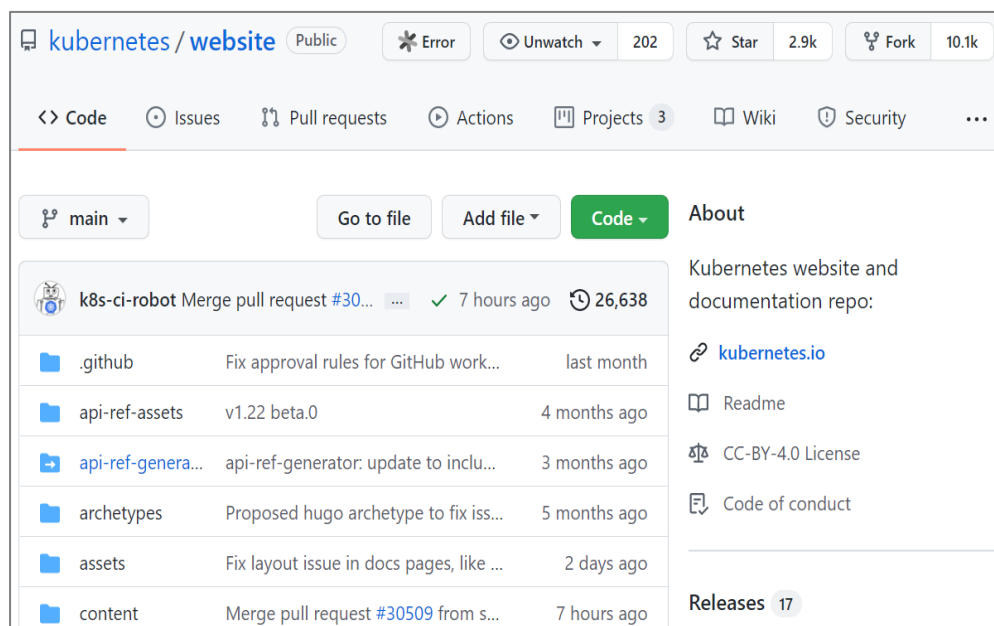 kubernetes / website Public Error Unwatch 202 Star 2.9k Fork 10.1k
<> Code Issues Pull requests Actions Projects 3 Wiki Security ...
main Go to file Add file Code
k8s-ci-robot Merge pull request #30... ... 7 hours ago 26,638
.github Fix approval rules for GitHub work... last month
api-ref-assets v1.22 beta.0 4 months ago
api-ref-genera... api-ref-generator: update to inclu... 3 months ago
archetypes Proposed hugo archetype to fix iss... 5 months ago
assets Fix layout issue in docs pages, like ... 2 days ago
content Merge pull request #30509 from s... 7 hours ago
About
Kubernetes website and
documentation repo:
kubernetes.io
Readme
CC-BY-4.0 License
Code of conduct
Releases 17